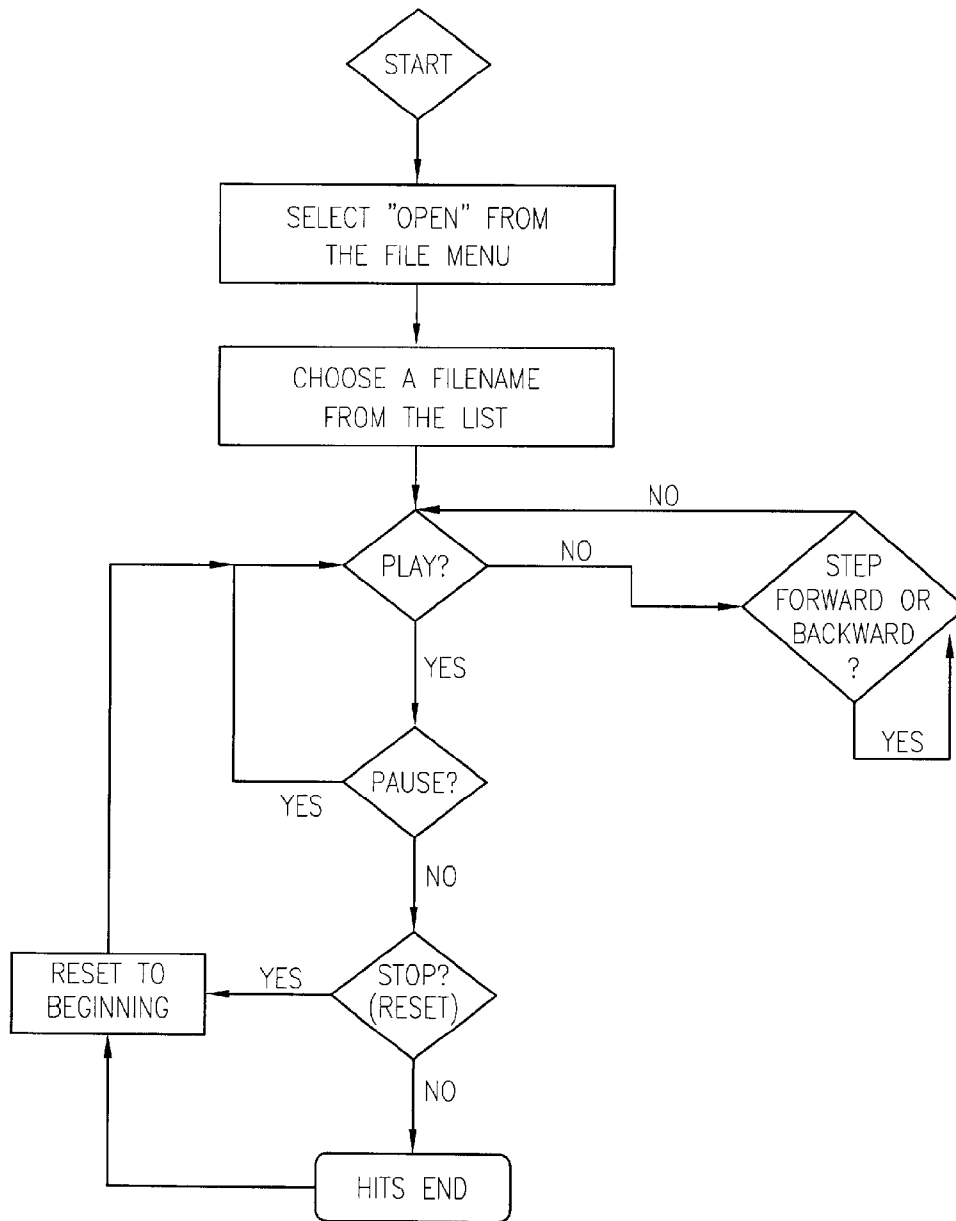 START
SELECT "OPEN" FROM
THE FILE MENU
CHOOSE A FILENAME
FROM THE LIST
NO
PLAY?
NO
STEP
FORWARD OR
BACKWARD
?
YES
YES
PAUSE?
YES
NO
RESET TO
BEGINNING
YES
STOP?
(RESET)
NO
HITS END